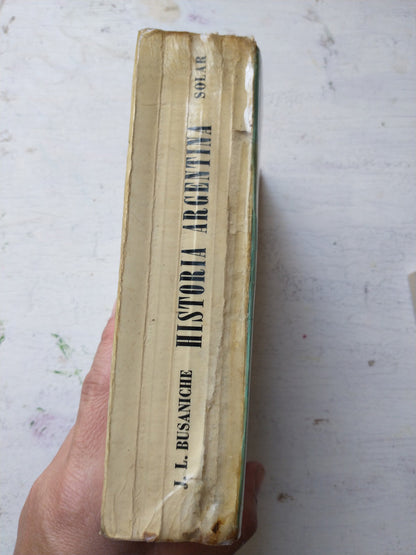 J. L. BUSANICHE HISTORIA ARGENTINA SOLAR